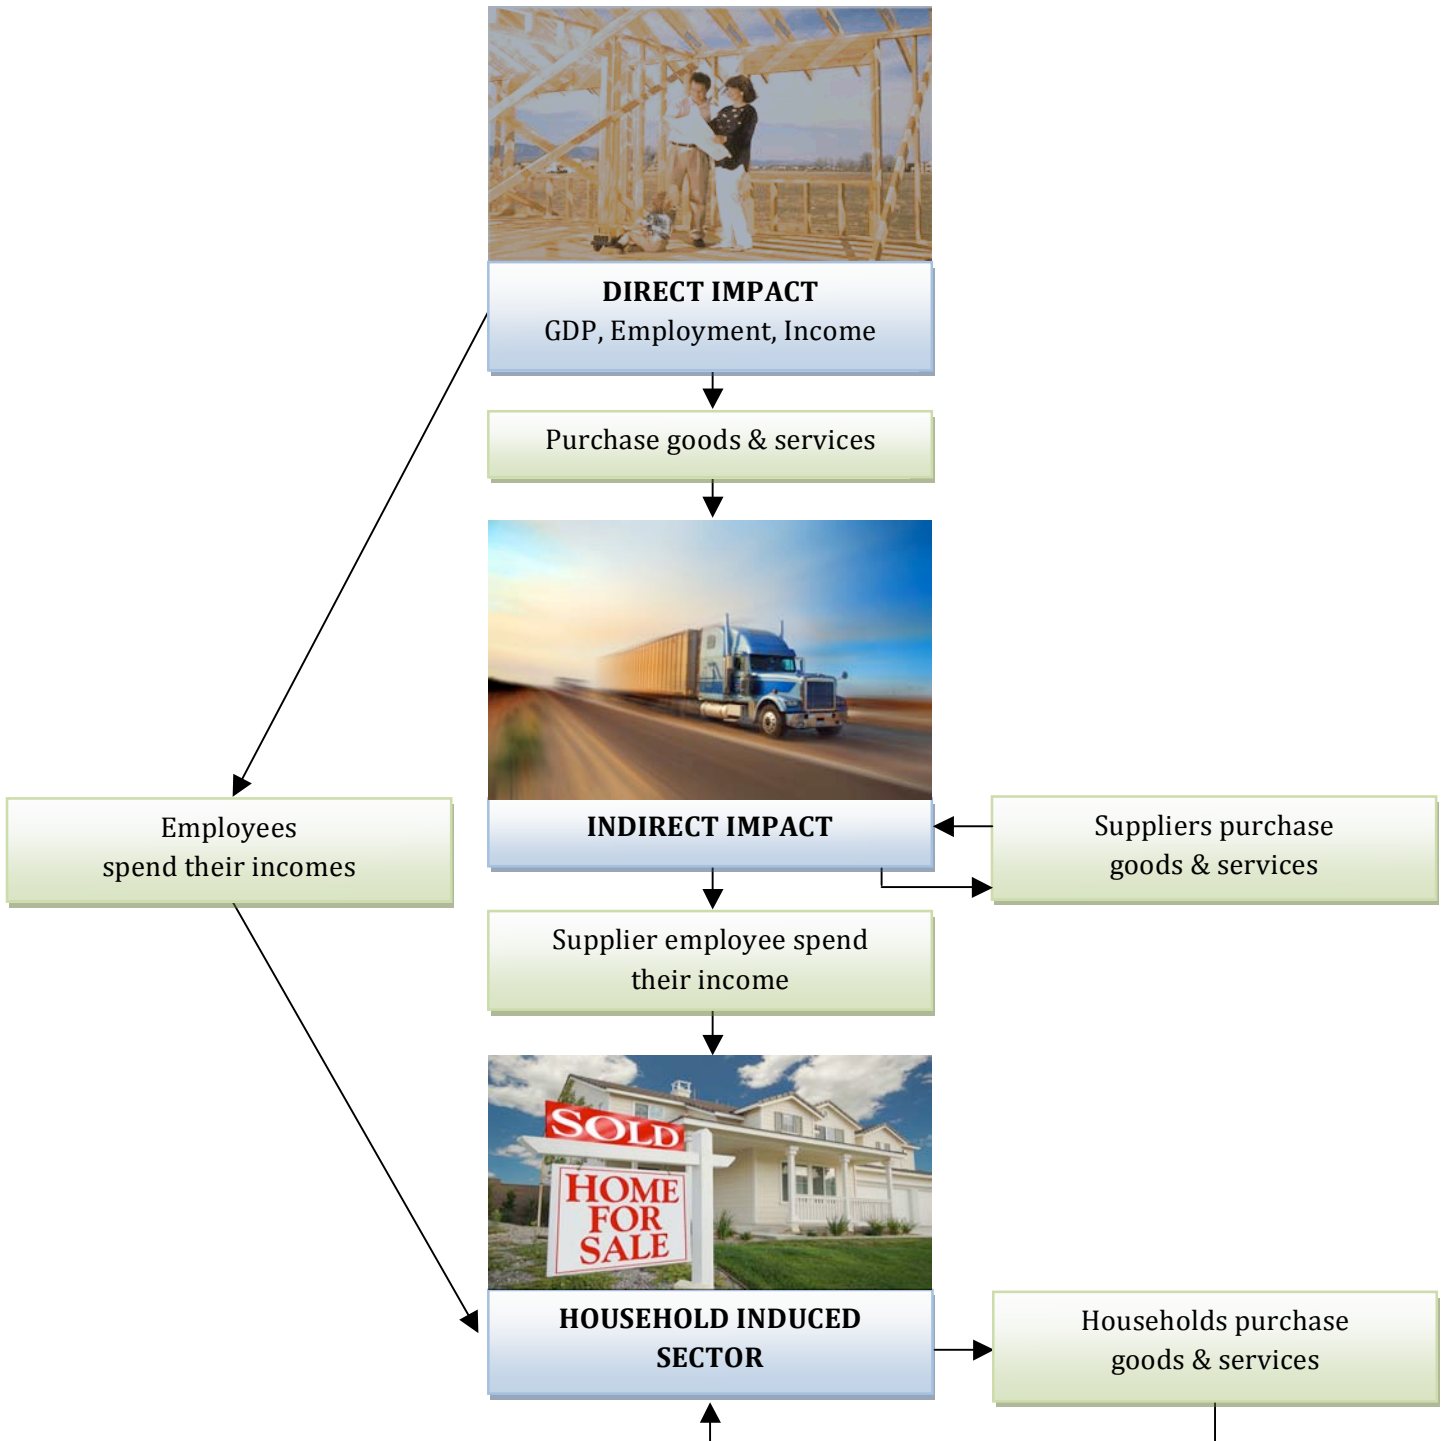 DIRECT IMPACT
GDP, Employment, Income
Purchase goods & services
Employees
spend their incomes
INDIRECT IMPACT
Suppliers purchase
goods & services
Supplier employee spend
their income
SOLD
HOME
FOR
SALE
HOUSEHOLD INDUCED
SECTOR
Households purchase
goods & services